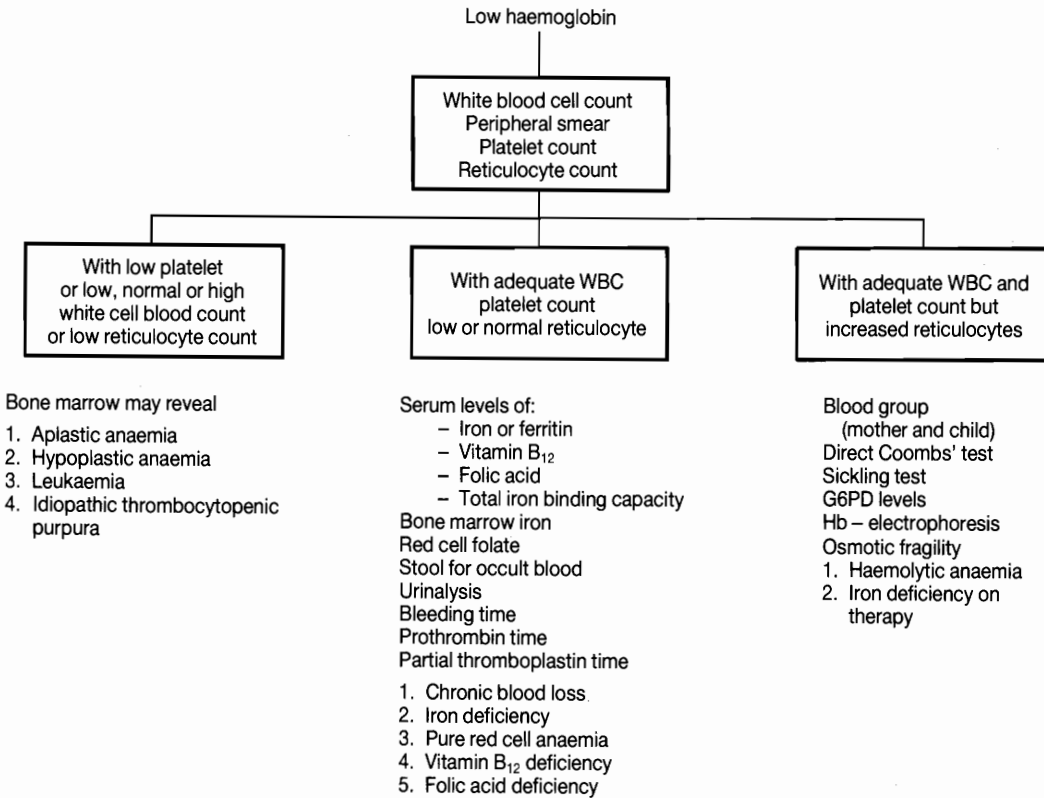 Low haemoglobin
White blood cell count
Peripheral smear
Platelet count
Reticulocyte count
With low platelet
or low, normal or high
white cell blood count
or low reticulocyte count
With adequate WBC
platelet count
low or normal reticulocyte
With adequate WBC and
platelet count but
increased reticulocytes
Bone marrow may reveal
1. Aplastic anaemia
2. Hypoplastic anaemia
3. Leukaemia
4. Idiopathic thrombocytopenic
purpura
Serum levels of:
– Iron or ferritin
– Vitamin B₁₂
– Folic acid
– Total iron binding capacity
Bone marrow iron
Red cell folate
Stool for occult blood
Urinalysis
Bleeding time
Prothrombin time
Partial thromboplastin time
1. Chronic blood loss
2. Iron deficiency
3. Pure red cell anaemia
4. Vitamin B₁₂ deficiency
5. Folic acid deficiency
Blood group
(mother and child)
Direct Coombs' test
Sickling test
G6PD levels
Hb – electrophoresis
Osmotic fragility
1. Haemolytic anaemia
2. Iron deficiency on
therapy